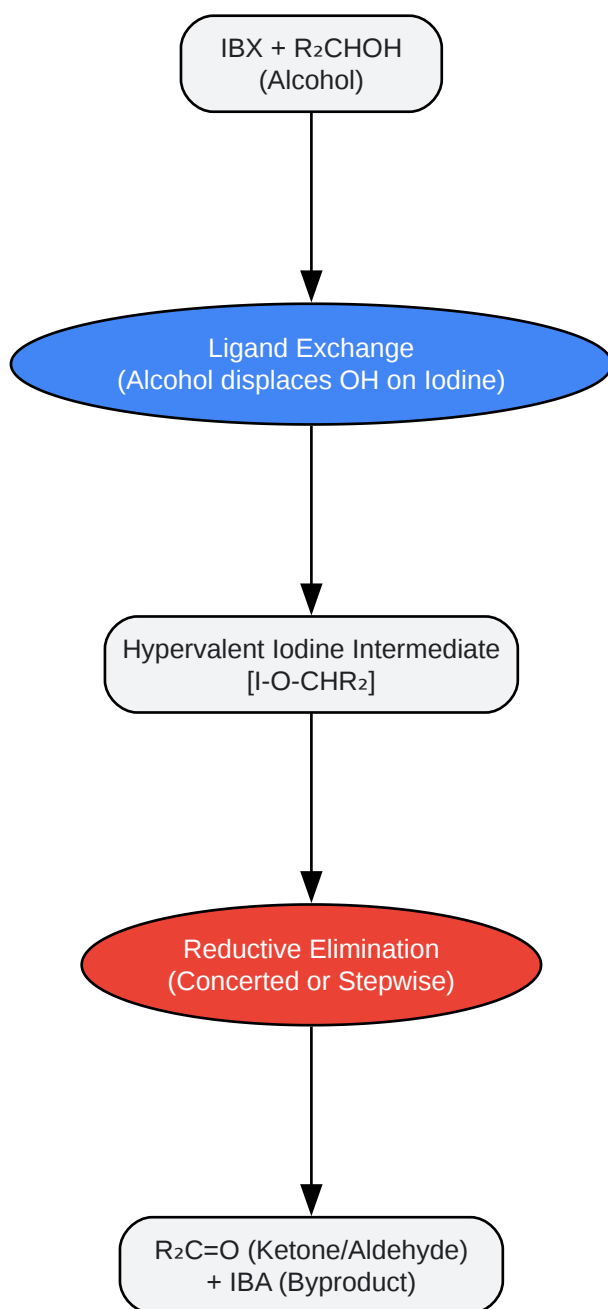 IBX + R₂CHOH
(Alcohol)
Ligand Exchange
(Alcohol displaces OH on Iodine)
Hypervalent Iodine Intermediate
[I-O-CHR₂]
Reductive Elimination
(Concerted or Stepwise)
R₂C=O (Ketone/Aldehyde)
+ IBA (Byproduct)